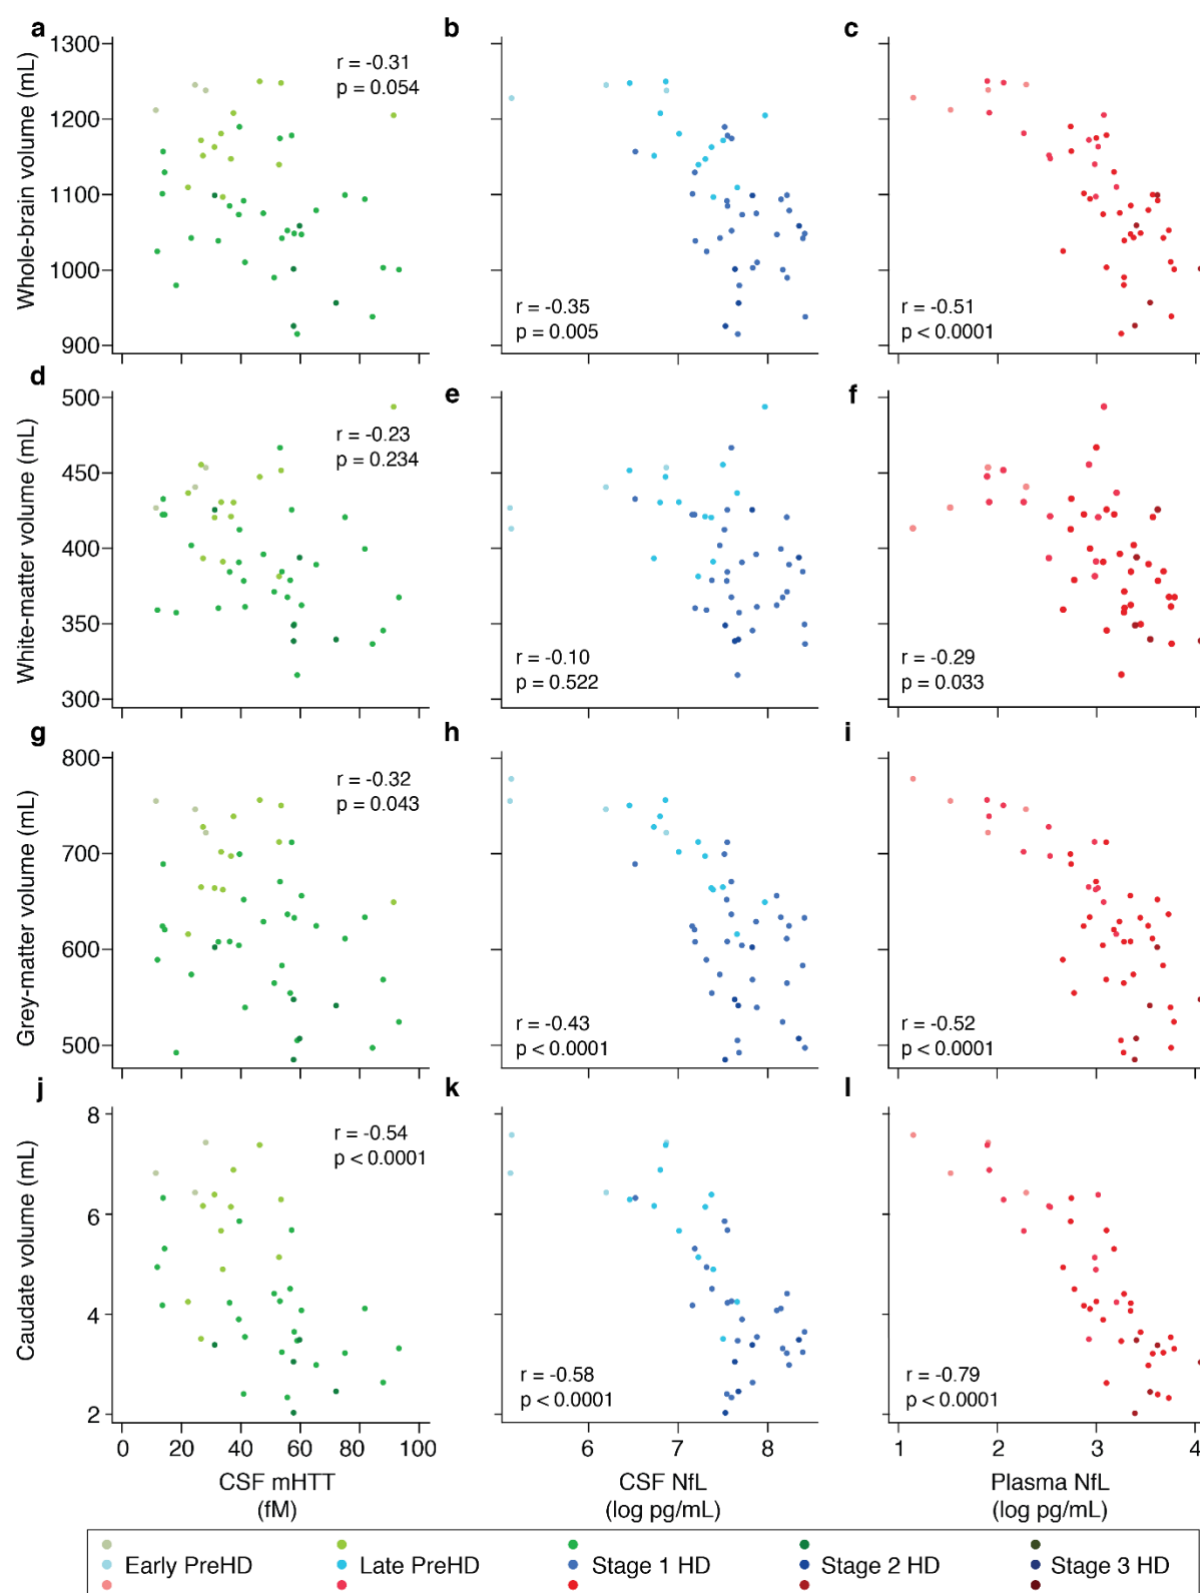 a
b
c
Whole-brain volume (mL)
1300
1200
1100
1000
900
r = -0.31
p = 0.054
r = -0.35
p = 0.005
r = -0.51
p < 0.0001
d
e
f
White-matter volume (mL)
500
450
400
350
300
r = -0.23
p = 0.234
r = -0.10
p = 0.522
r = -0.29
p = 0.033
g
h
i
Grey-matter volume (mL)
800
700
600
500
r = -0.32
p = 0.043
r = -0.43
p < 0.0001
r = -0.52
p < 0.0001
j
k
l
Caudate volume (mL)
8
6
4
2
r = -0.54
p < 0.0001
r = -0.58
p < 0.0001
r = -0.79
p < 0.0001
0 20 40 60 80 100
6 7 8
1 2 3 4
CSF mHTT
(fM)
CSF NfL
(log pg/mL)
Plasma NfL
(log pg/mL)
Early PreHD
Late PreHD
Stage 1 HD
Stage 2 HD
Stage 3 HD